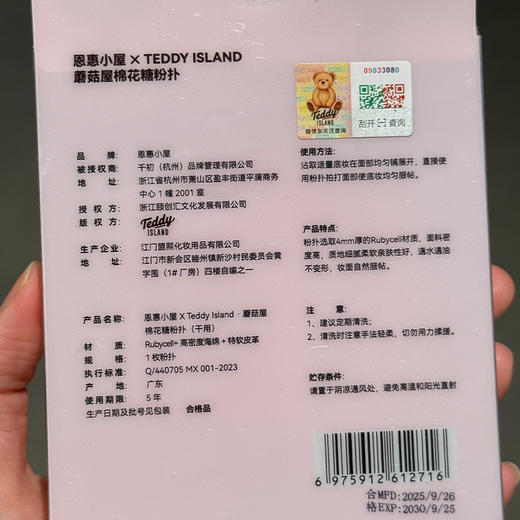 恩惠小屋 × TEDDY ISLAND
蘑菇屋棉花糖粉扑
09033080
Teddy
ISLAND
微信扫关注查询
刮开 查询
品 牌: 恩惠小屋
被授权商: 千初(杭州)品牌管理有限公司
地 址: 浙江省杭州市萧山区盈丰街道平澜商务
中心1幢2001室
授 权 方: 浙江颐创汇文化发展有限公司
版 权 方: Teddy
ISLAND
生产企业: 江门盟熙化妆用品有限公司
地 址: 江门市新会区睦州镇新沙村民委员会黄
字围(1#厂房)四楼自编之一
产品名称: 恩惠小屋 X Teddy Island · 蘑菇屋
棉花糖粉扑(干用)
材 质: Rubycell+高密度海绵+特软皮革
规 格: 1枚粉扑
执行标准: Q/440705 MX 001-2023
产 地: 广东
使用期限: 5年
生产日期及批号见包装 合格品
使用方法:
沾取适量底妆在面部均匀铺展开,直接使
用粉扑拍打面部使底妆均匀服帖。
产品特点:
粉扑选取4mm厚的Rubycell材质,面料密
度高,质地细腻柔软亲肤性好,遇水遇油
不变形,妆面自然服帖。
注 意:
1、建议定期清洗;
2、清洗时注意手法轻柔,切勿用力揉搓。
贮存条件:
请置于阴凉通风处,避免高温和阳光直射
6 975912 612716
合MFD:2025/9/26
格EXP:2030/9/25